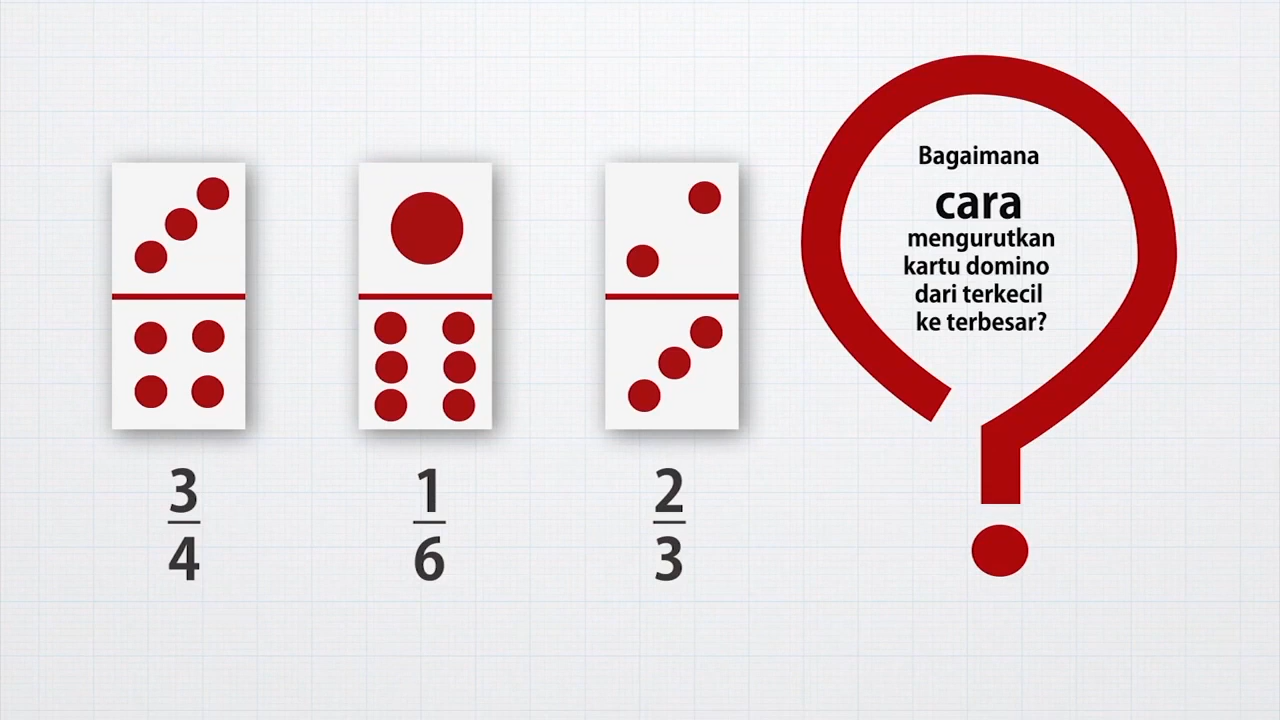 3
4
1
6
2
3
Bagaimana
cara
mengurutkan
kartu domino
dari terkecil
ke terbesar?